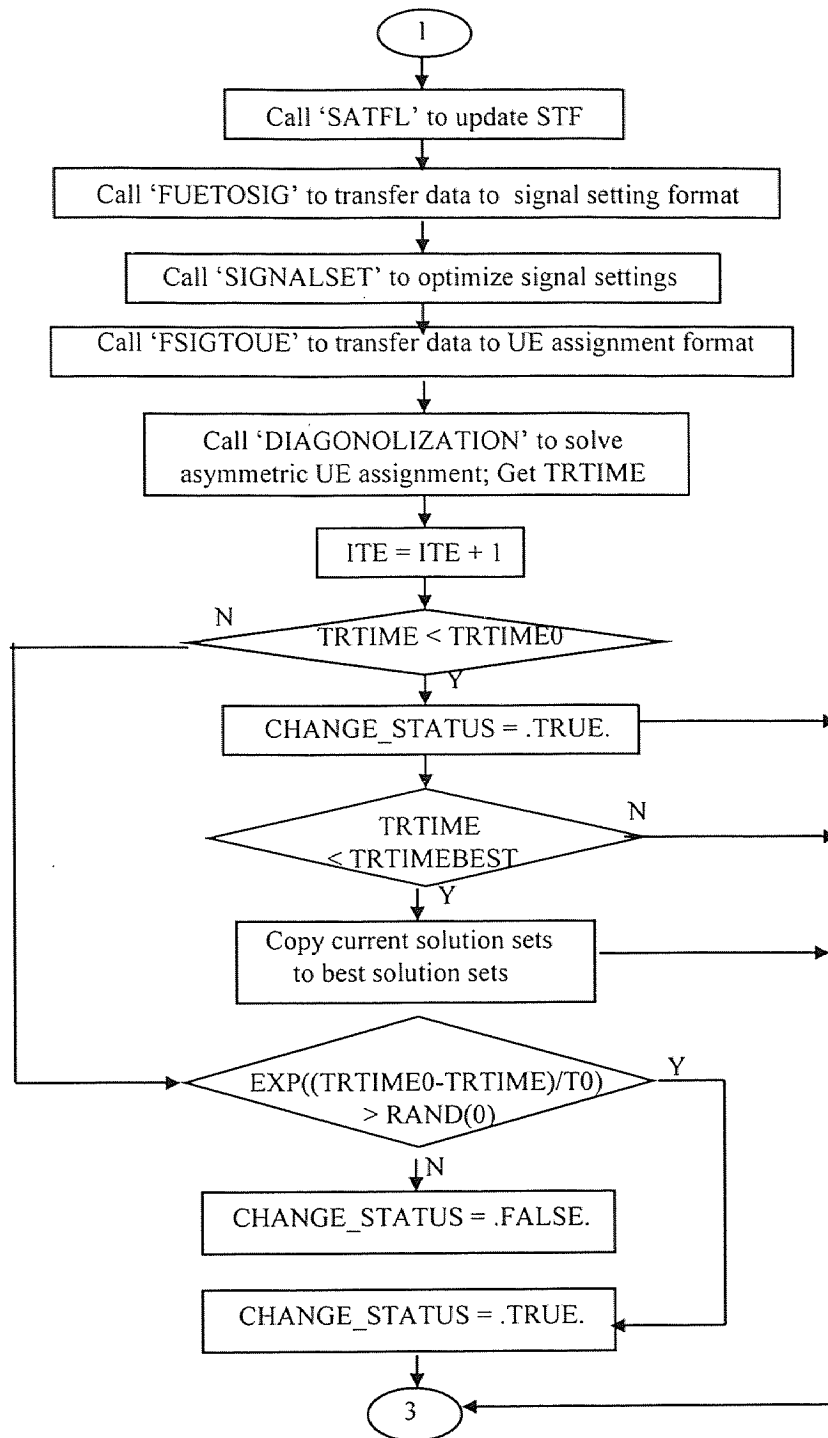 1
Call ‘SATFL’ to update STF
Call ‘FUETOSIG’ to transfer data to signal setting format
Call ‘SIGNALSET’ to optimize signal settings
Call ‘FSIGTOUE’ to transfer data to UE assignment format
Call ‘DIAGONOLIZATION’ to solve
asymmetric UE assignment; Get TRTIME
ITE = ITE + 1
N
TRTIME < TRTIME0
Y
CHANGE_STATUS = .TRUE.
N
TRTIME
< TRTIMEBEST
Y
Copy current solution sets
to best solution sets
Y
EXP((TRTIME0-TRTIME)/T0)
> RAND(0)
N
CHANGE_STATUS = .FALSE.
CHANGE_STATUS = .TRUE.
3